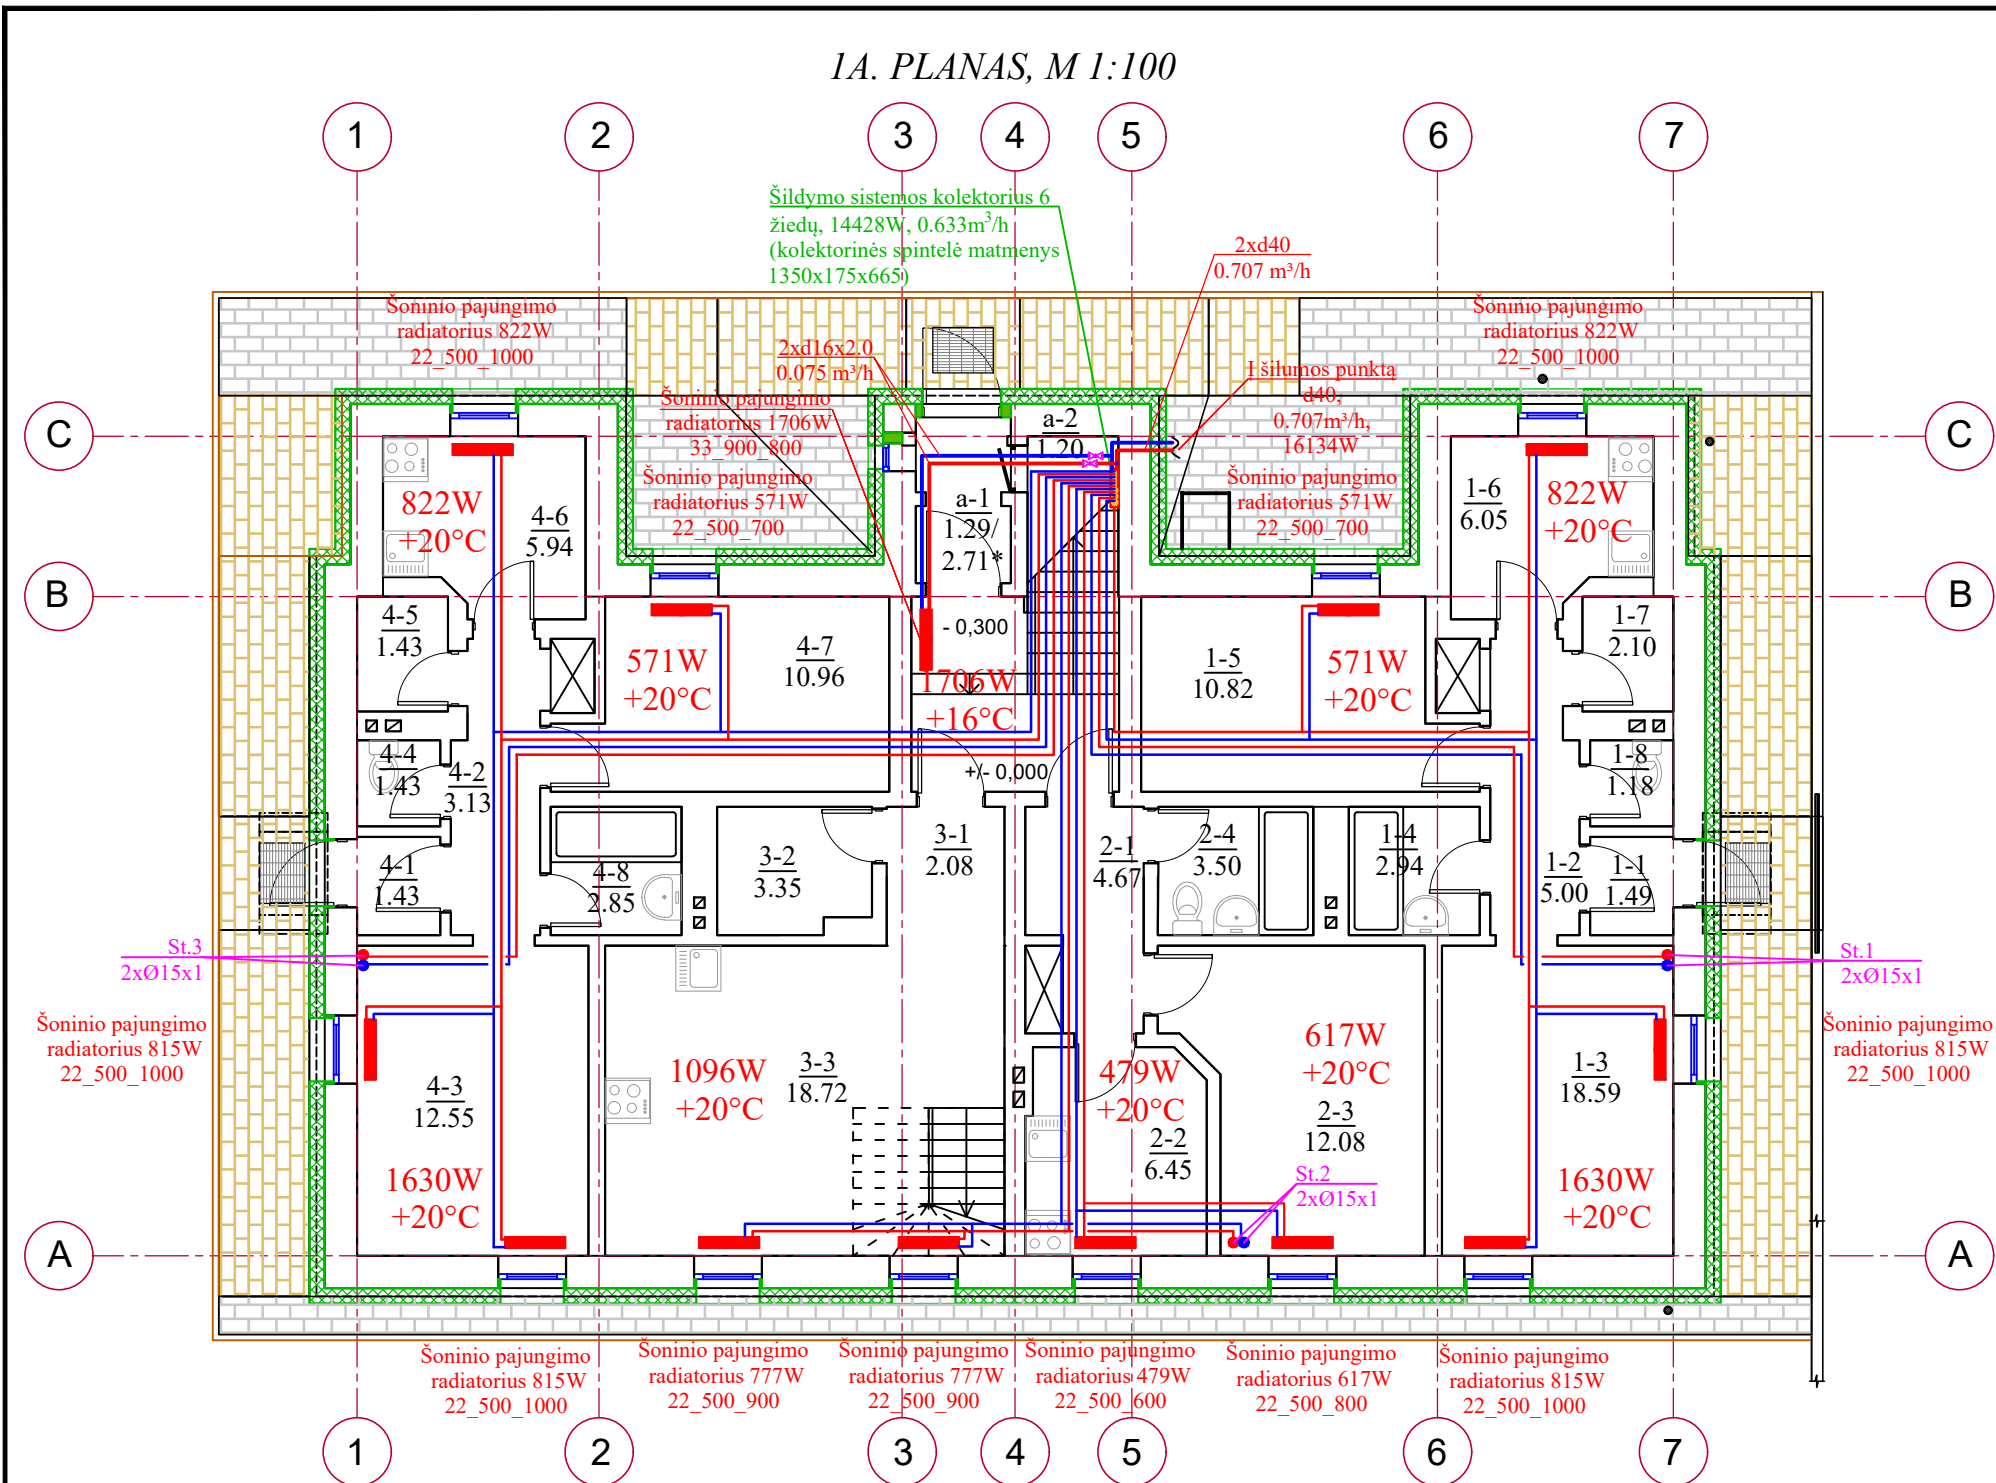 1A. PLANAS, M 1:100
1
2
3
4
5
6
7
Šildymo sistemos kolektorius 6
žiedų, 14428W, 0.633m³/h
(kolektorinės spintelė matmenys
1350x175x665)
2xd40
0.707 m³/h
Šoninio pajungimo
radiatorius 822W
22_500_1000
Šoninio pajungimo
radiatorius 822W
22_500_1000
2xd16x2.0
0.075 m³/h
Šoninio pajungimo
radiatorius 1706W
33_900_800
Į šilumos punktą
d40,
0.707m³/h,
16134W
Šoninio pajungimo
radiatorius 571W
22_500_700
Šoninio pajungimo
radiatorius 571W
22_500_700
C
C
a-2
1.20
822W
+20°C
4-6
5.94
a-1
1.29/
2.71*
1-6
6.05
822W
+20°C
B
B
4-5
1.43
571W
+20°C
4-7
10.96
- 0,300
1706W
+16°C
1-5
10.82
571W
+20°C
1-7
2.10
4-4
1.43
4-2
3.13
+/- 0,000
1-8
1.18
4-1
1.43
4-8
2.85
3-2
3.35
3-1
2.08
2-1
4.67
2-4
3.50
1-4
2.94
1-2
5.00
1-1
1.49
St.3
2xØ15x1
St.1
2xØ15x1
Šoninio pajungimo
radiatorius 815W
22_500_1000
Šoninio pajungimo
radiatorius 815W
22_500_1000
4-3
12.55
1096W
+20°C
3-3
18.72
479W
+20°C
617W
+20°C
2-3
12.08
1-3
18.59
2-2
6.45
1630W
+20°C
St.2
2xØ15x1
1630W
+20°C
A
A
Šoninio pajungimo
radiatorius 815W
22_500_1000
Šoninio pajungimo
radiatorius 777W
22_500_900
Šoninio pajungimo
radiatorius 777W
22_500_900
Šoninio pajungimo
radiatorius 479W
22_500_600
Šoninio pajungimo
radiatorius 617W
22_500_800
Šoninio pajungimo
radiatorius 815W
22_500_1000
1
2
3
4
5
6
7